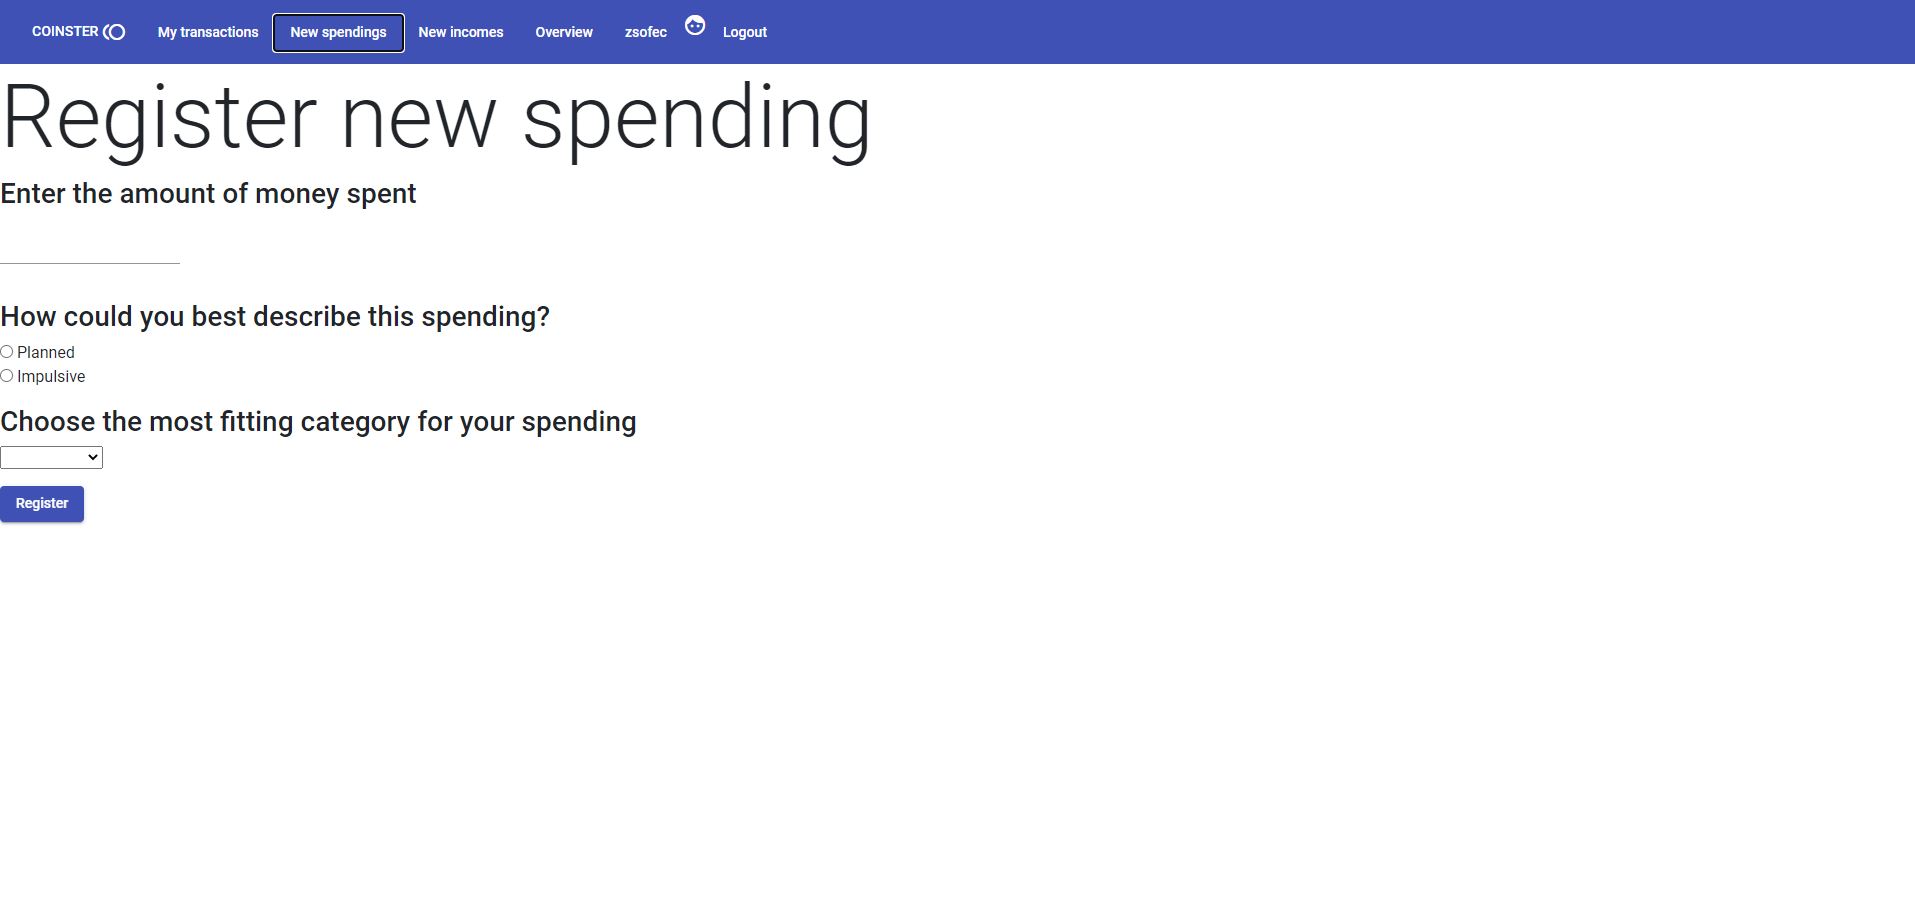 COINSTER My transactions New spendings New incomes Overview zsofec Logout
Register new spending
Enter the amount of money spent
How could you best describe this spending?
Planned
Impulsive
Choose the most fitting category for your spending
Register